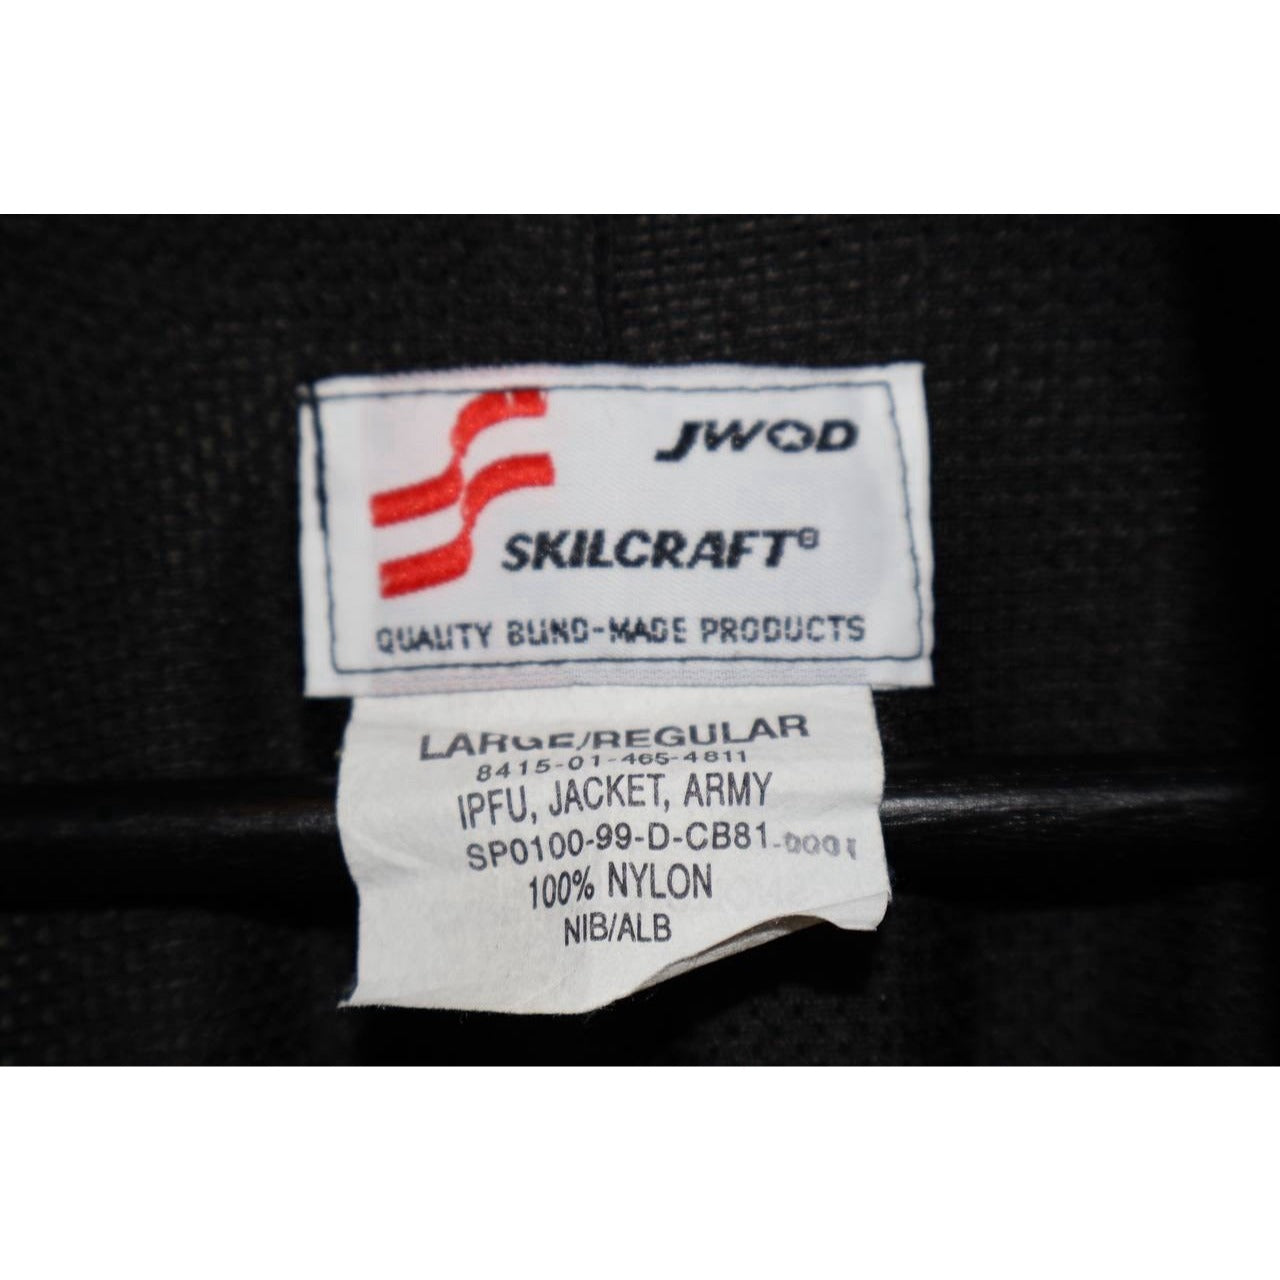 JWOD
SKILCRAFT®
QUALITY BLIND-MADE PRODUCTS
LARGE/REGULAR
8415-01-465-4811
IPFU, JACKET, ARMY
SP0100-99-D-CB81-0001
100% NYLON
NIB/ALB